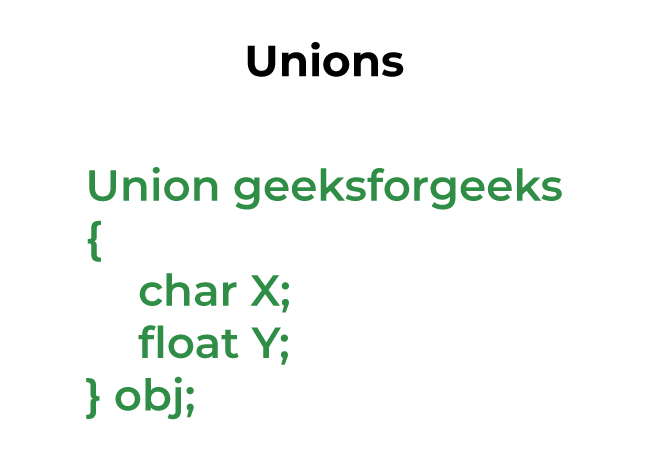 Unions
Union geeksforgeeks
{
char X;
float Y;
} obj;